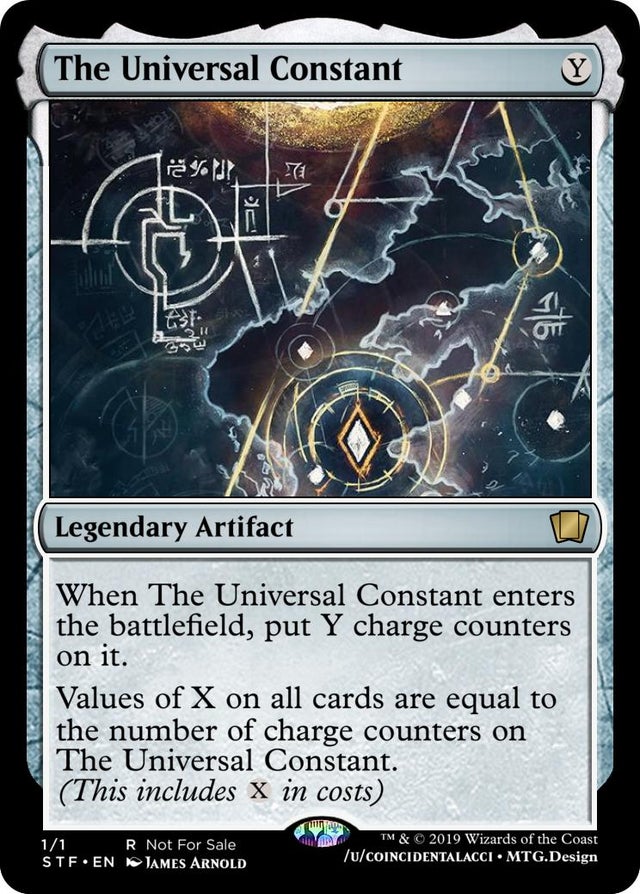 The Universal Constant Y
Legendary Artifact
When The Universal Constant enters
the battlefield, put Y charge counters
on it.
Values of X on all cards are equal to
the number of charge counters on
The Universal Constant.
(This includes X in costs)
1/1 R Not For Sale ™ & © 2019 Wizards of the Coast
STF • EN James Arnold /u/coincidentalacci • MTG.Design